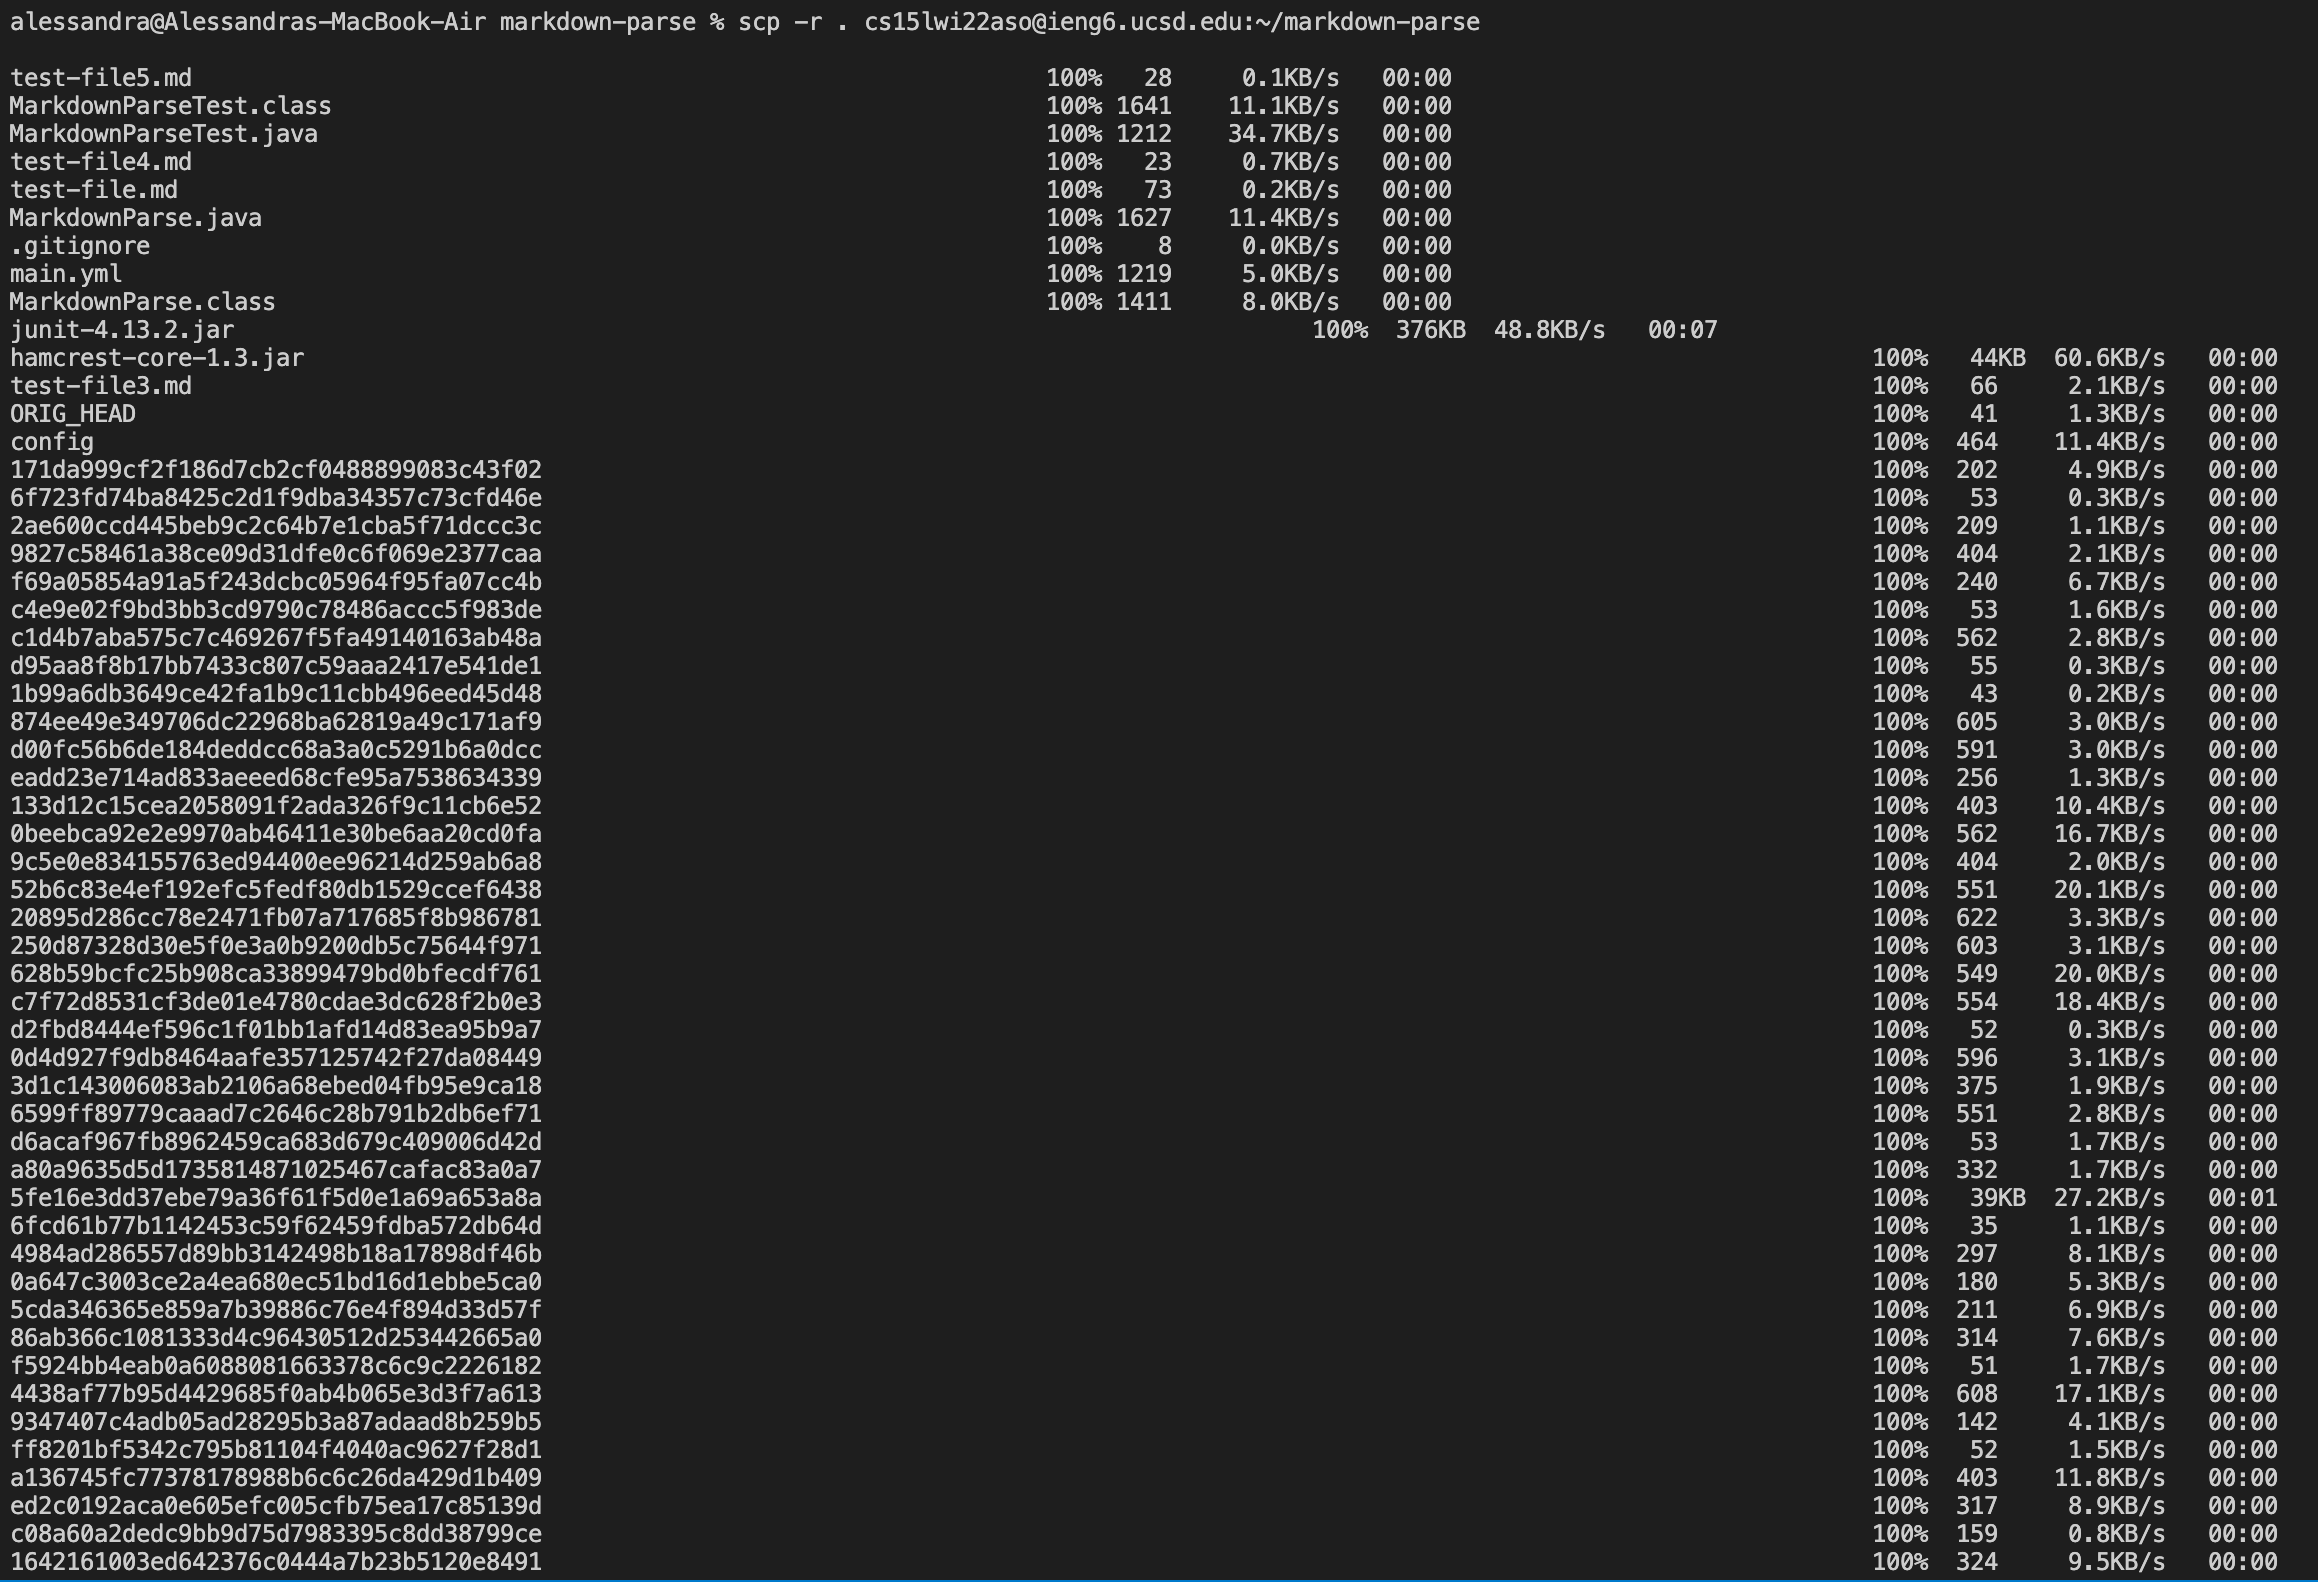 alessandra@Alessandras-MacBook-Air markdown-parse % scp -r . cs15lwi22aso@ieng6.ucsd.edu:~/markdown-parse
test-file5.md 100% 28 0.1KB/s 00:00
MarkdownParseTest.class 100% 1641 11.1KB/s 00:00
MarkdownParseTest.java 100% 1212 34.7KB/s 00:00
test-file4.md 100% 23 0.7KB/s 00:00
test-file.md 100% 73 0.2KB/s 00:00
MarkdownParse.java 100% 1627 11.4KB/s 00:00
.gitignore 100% 8 0.0KB/s 00:00
main.yml 100% 1219 5.0KB/s 00:00
MarkdownParse.class 100% 1411 8.0KB/s 00:00
junit-4.13.2.jar 100% 376KB 48.8KB/s 00:07
hamcrest-core-1.3.jar 100% 44KB 60.6KB/s 00:00
test-file3.md 100% 66 2.1KB/s 00:00
ORIG_HEAD 100% 41 1.3KB/s 00:00
config 100% 464 11.4KB/s 00:00
171da999cf2f186d7cb2cf0488899083c43f02 100% 202 4.9KB/s 00:00
6f723fd74ba8425c2d1f9dba34357c73cfd46e 100% 53 0.3KB/s 00:00
2ae600ccd445beb9c2c64b7e1cba5f71dccc3c 100% 209 1.1KB/s 00:00
9827c58461a38ce09d31dfe0c6f069e2377caa 100% 404 2.1KB/s 00:00
f69a05854a91a5f243dcbc05964f95fa07cc4b 100% 240 6.7KB/s 00:00
c4e9e02f9bd3bb3cd9790c78486accc5f983de 100% 53 1.6KB/s 00:00
c1d4b7aba575c7c469267f5fa49140163ab48a 100% 562 2.8KB/s 00:00
d95aa8f8b17bb7433c807c59aaa2417e541de1 100% 55 0.3KB/s 00:00
1b99a6db3649ce42fa1b9c11cbb496eed45d48 100% 43 0.2KB/s 00:00
874ee49e349706dc22968ba62819a49c171af9 100% 605 3.0KB/s 00:00
d00fc56b6de184deddcc68a3a0c5291b6a0dcc 100% 591 3.0KB/s 00:00
eadd23e714ad833aeeed68cfe95a7538634339 100% 256 1.3KB/s 00:00
133d12c15cea2058091f2ada326f9c11cb6e52 100% 403 10.4KB/s 00:00
0beebca92e2e9970ab46411e30be6aa20cd0fa 100% 562 16.7KB/s 00:00
9c5e0e834155763ed94400ee96214d259ab6a8 100% 404 2.0KB/s 00:00
52b6c83e4ef192efc5fedf80db1529ccef6438 100% 551 20.1KB/s 00:00
20895d286cc78e2471fb07a717685f8b986781 100% 622 3.3KB/s 00:00
250d87328d30e5f0e3a0b9200db5c75644f971 100% 603 3.1KB/s 00:00
628b59bcfc25b908ca33899479bd0bfecdf761 100% 549 20.0KB/s 00:00
c7f72d8531cf3de01e4780cdae3dc628f2b0e3 100% 554 18.4KB/s 00:00
d2fbd8444ef596c1f01bb1afd14d83ea95b9a7 100% 52 0.3KB/s 00:00
0d4d927f9db8464aafe357125742f27da08449 100% 596 3.1KB/s 00:00
3d1c143006083ab2106a68ebed04fb95e9ca18 100% 375 1.9KB/s 00:00
6599ff89779caaad7c2646c28b791b2db6ef71 100% 551 2.8KB/s 00:00
d6acaf967fb8962459ca683d679c409006d42d 100% 53 1.7KB/s 00:00
a80a9635d5d1735814871025467cafac83a0a7 100% 332 1.7KB/s 00:00
5fe16e3dd37ebe79a36f61f5d0e1a69a653a8a 100% 39KB 27.2KB/s 00:01
6fcd61b77b1142453c59f62459fdba572db64d 100% 35 1.1KB/s 00:00
4984ad286557d89bb3142498b18a17898df46b 100% 297 8.1KB/s 00:00
0a647c3003ce2a4ea680ec51bd16d1ebbe5ca0 100% 180 5.3KB/s 00:00
5cda346365e859a7b39886c76e4f894d33d57f 100% 211 6.9KB/s 00:00
86ab366c1081333d4c96430512d253442665a0 100% 314 7.6KB/s 00:00
f5924bb4eab0a6088081663378c6c9c2226182 100% 51 1.7KB/s 00:00
4438af77b95d4429685f0ab4b065e3d3f7a613 100% 608 17.1KB/s 00:00
9347407c4adb05ad28295b3a87adaad8b259b5 100% 142 4.1KB/s 00:00
ff8201bf5342c795b81104f4040ac9627f28d1 100% 52 1.5KB/s 00:00
a136745fc77378178988b6c6c26da429d1b409 100% 403 11.8KB/s 00:00
ed2c0192aca0e605efc005cfb75ea17c85139d 100% 317 8.9KB/s 00:00
c08a60a2dedc9bb9d75d7983395c8dd38799ce 100% 159 0.8KB/s 00:00
1642161003ed642376c0444a7b23b5120e8491 100% 324 9.5KB/s 00:00